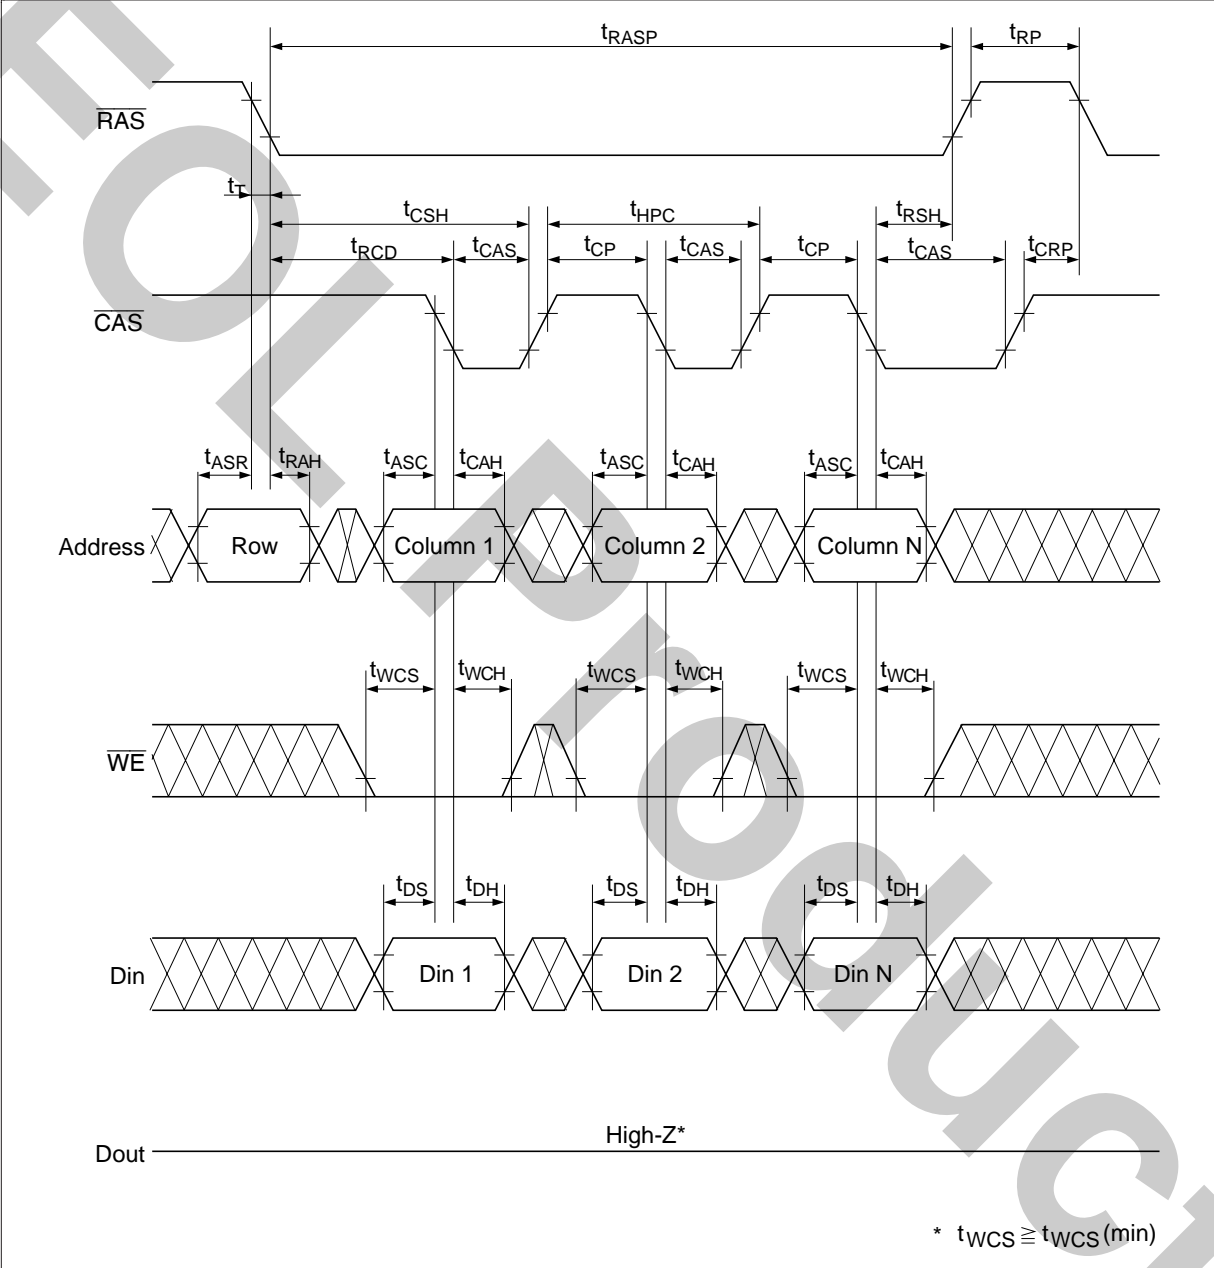 tRASP tRP
RAS
tT
tCSH tHPC tRSH
tRCD tCAS tCP tCAS tCP tCAS tCRP
CAS
tASR tRAH tASC tCAH tASC tCAH tASC tCAH
Address Row Column 1 Column 2 Column N
tWCS tWCH tWCS tWCH tWCS tWCH
WE
tDS tDH tDS tDH tDS tDH
Din Din 1 Din 2 Din N
High-Z*
Dout
* tWCS ≧ tWCS(min)
EOL Product